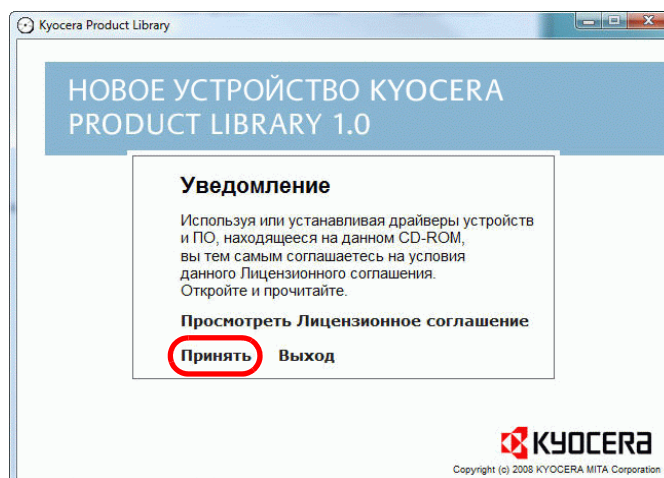 Kyocera Product Library
НОВОЕ УСТРОЙСТВО KYOCERA
PRODUCT LIBRARY 1.0
Уведомление
Используя или устанавливая драйверы устройств
и ПО, находящееся на данном CD-ROM,
вы тем самым соглашаетесь на условия
данного Лицензионного соглашения.
Откройте и прочитайте.
Просмотреть Лицензионное соглашение
Принять Выход
KYOCERA
Copyright (c) 2008 KYOCERA MITA Corporation